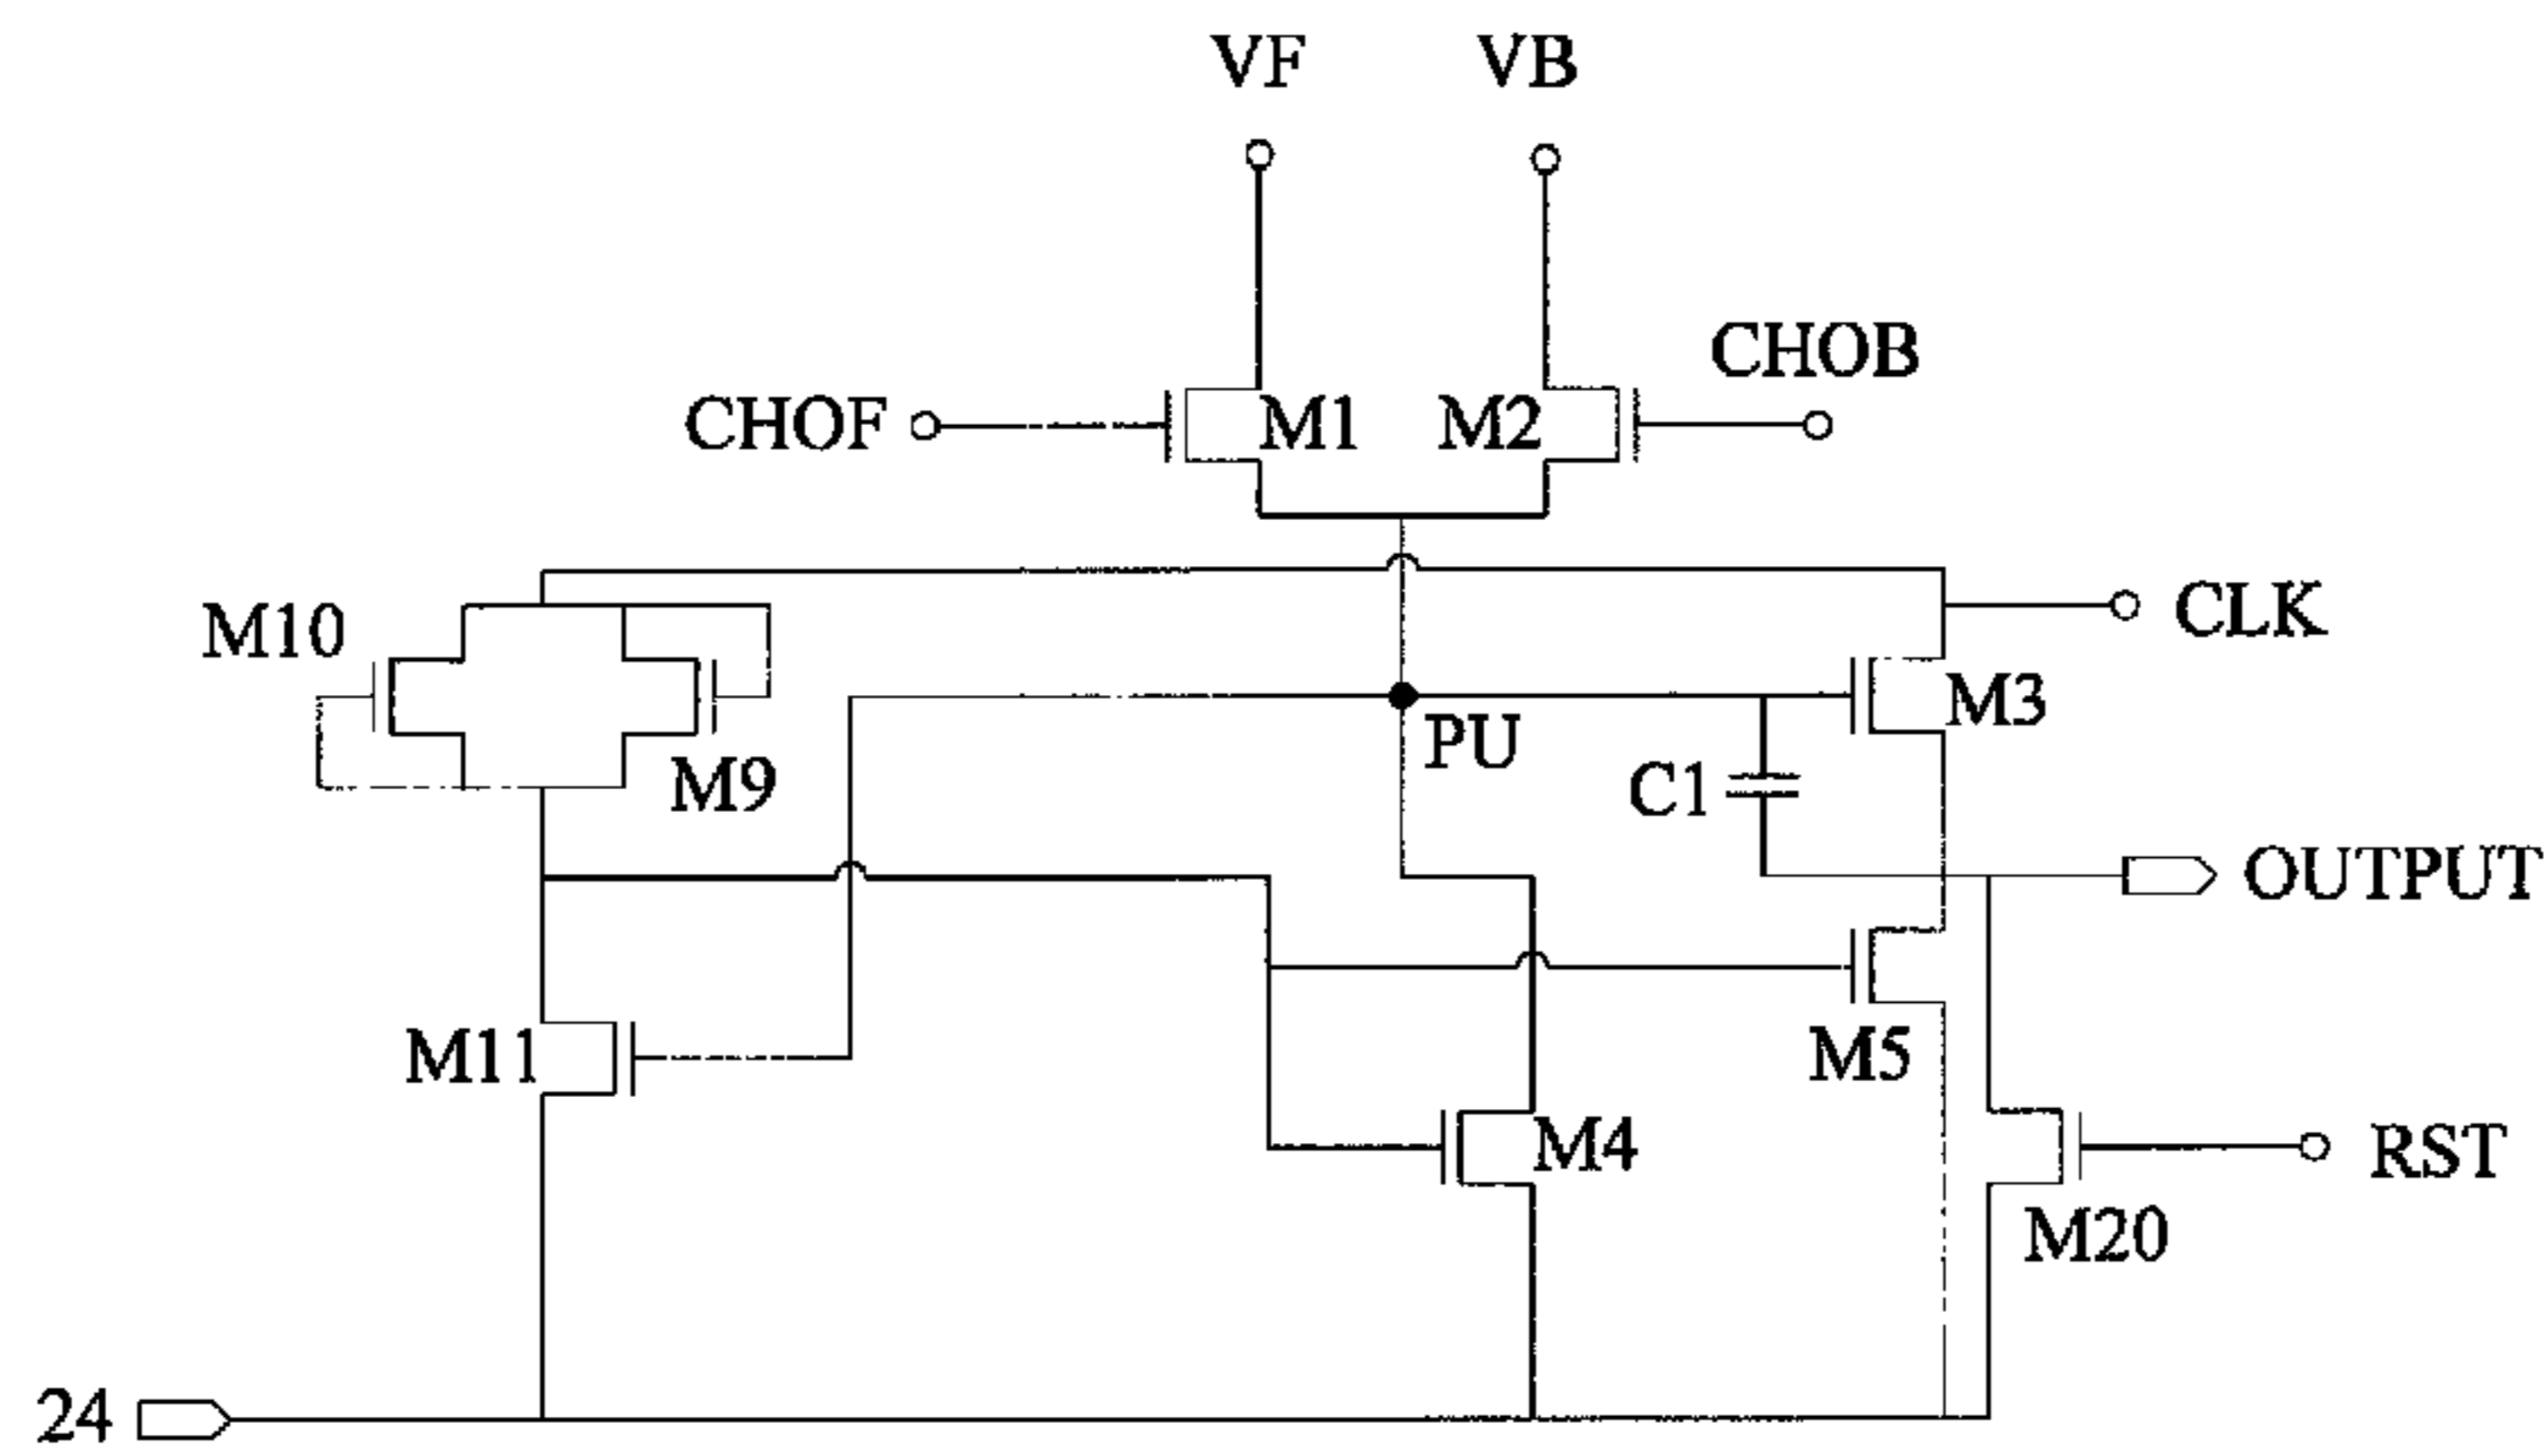 VF VB
CHOB
CHOF M1 M2
M10 CLK
M3
PU
M9 C1
OUTPUT
M11 M5
M4 RST
M20
24